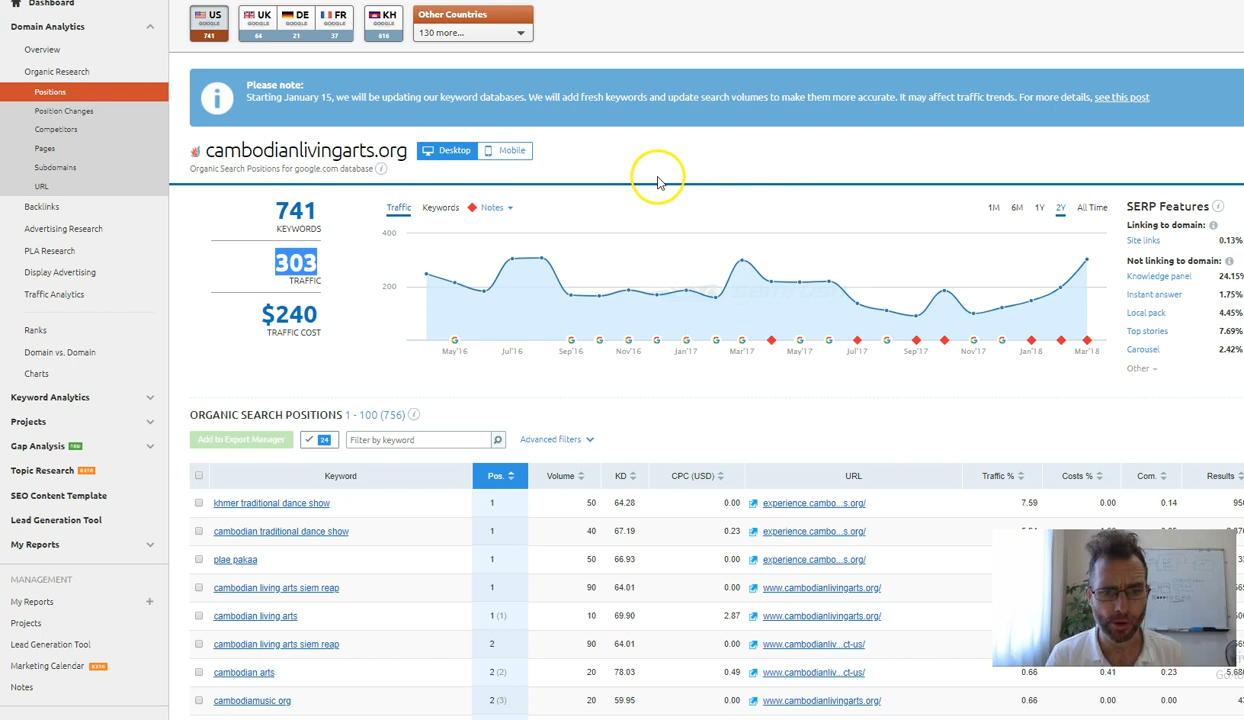 Dashboard
Domain Analytics
Overview
Organic Research
Positions
Position Changes
Competitors
Pages
Subdomains
URL
Backlinks
Advertising Research
PLA Research
Display Advertising
Traffic Analytics
Ranks
Domain vs. Domain
Charts
Keyword Analytics
Projects
Gap Analysis
Topic Research BETA
SEO Content Template
Lead Generation Tool
My Reports
MANAGEMENT
My Reports
Projects
Lead Generation Tool
Marketing Calendar BETA
Notes
US UK DE FR KH Other Countries
GOOGLE GOOGLE GOOGLE GOOGLE GOOGLE
741 64 21 37 616 130 more...
Please note:
Starting January 15, we will be updating our keyword databases. We will add fresh keywords and update search volumes to make them more accurate. It may affect traffic trends. For more details, see this post
cambodianlivingarts.org Desktop Mobile
Organic Search Positions for google.com database
741
KEYWORDS
303
TRAFFIC
$240
TRAFFIC COST
Traffic Keywords Notes 1M 6M 1Y 2Y All Time
400
200
May'16 Jul'16 Sep'16 Nov'16 Jan'17 Mar'17 May'17 Jul'17 Sep'17 Nov'17 Jan'18 Mar'18
SERP Features
Linking to domain:
Site links 0.13%
Not linking to domain:
Knowledge panel 24.15%
Instant answer 1.75%
Local pack 4.45%
Top stories 7.69%
Carousel 2.42%
Other
ORGANIC SEARCH POSITIONS 1 - 100 (756)
Add to Export Manager 24 Filter by keyword Advanced filters
Keyword Pos. Volume KD CPC (USD) URL Traffic % Costs % Com. Results
khmer traditional dance show 1 50 64.28 0.00 experience.cambo...s.org/ 7.59 0.00 0.14
cambodian traditional dance show 1 40 67.19 0.23 experience.cambo...s.org/
plae pakaa 1 50 66.93 0.00 experience.cambo...s.org/
cambodian living arts siem reap 1 90 64.01 0.00 www.cambodianlivingarts.org/
cambodian living arts 1 (1) 10 69.90 2.87 www.cambodianlivingarts.org/
cambodian living arts siem reap 2 90 64.01 0.00 www.cambodianliv...ct-us/
cambodian arts 2 (2) 20 78.03 0.49 www.cambodianliv...ct-us/ 0.66 0.41 0.23
cambodiamusic org 2 (3) 20 59.95 0.00 www.cambodianlivingarts.org/ 0.66 0.00 0.00